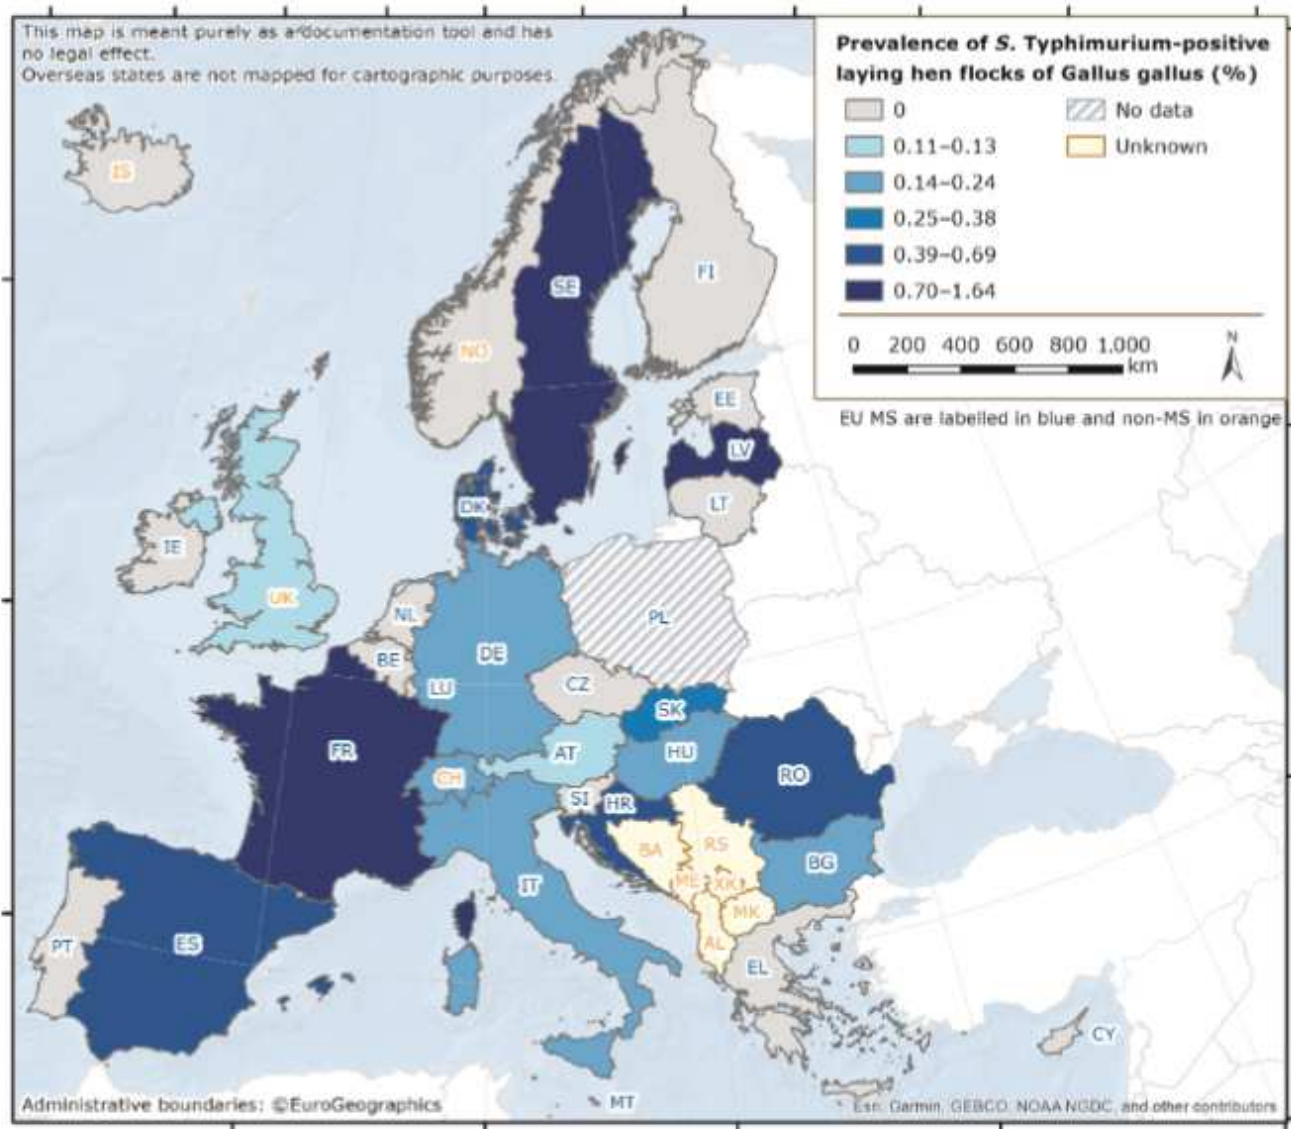 This map is meant purely as a documentation tool and has
no legal effect.
Overseas states are not mapped for cartographic purposes.
Prevalence of S. Typhimurium-positive
laying hen flocks of Gallus gallus (%)
0
No data
0.11–0.13
Unknown
0.14–0.24
0.25–0.38
0.39–0.69
0.70–1.64
0 200 400 600 800 1.000
km
N
EU MS are labelled in blue and non-MS in orange
IS
FI
SE
NO
EE
LV
LT
DK
IE
UK
NL
PL
BE
DE
LU
CZ
SK
FR
AT
HU
CH
RO
SI
HR
BA
RS
BG
ME
XK
IT
MK
PT
ES
AL
EL
CY
MT
Administrative boundaries: ©EuroGeographics
Esri, Garmin, GEBCO, NOAA NGDC, and other contributors